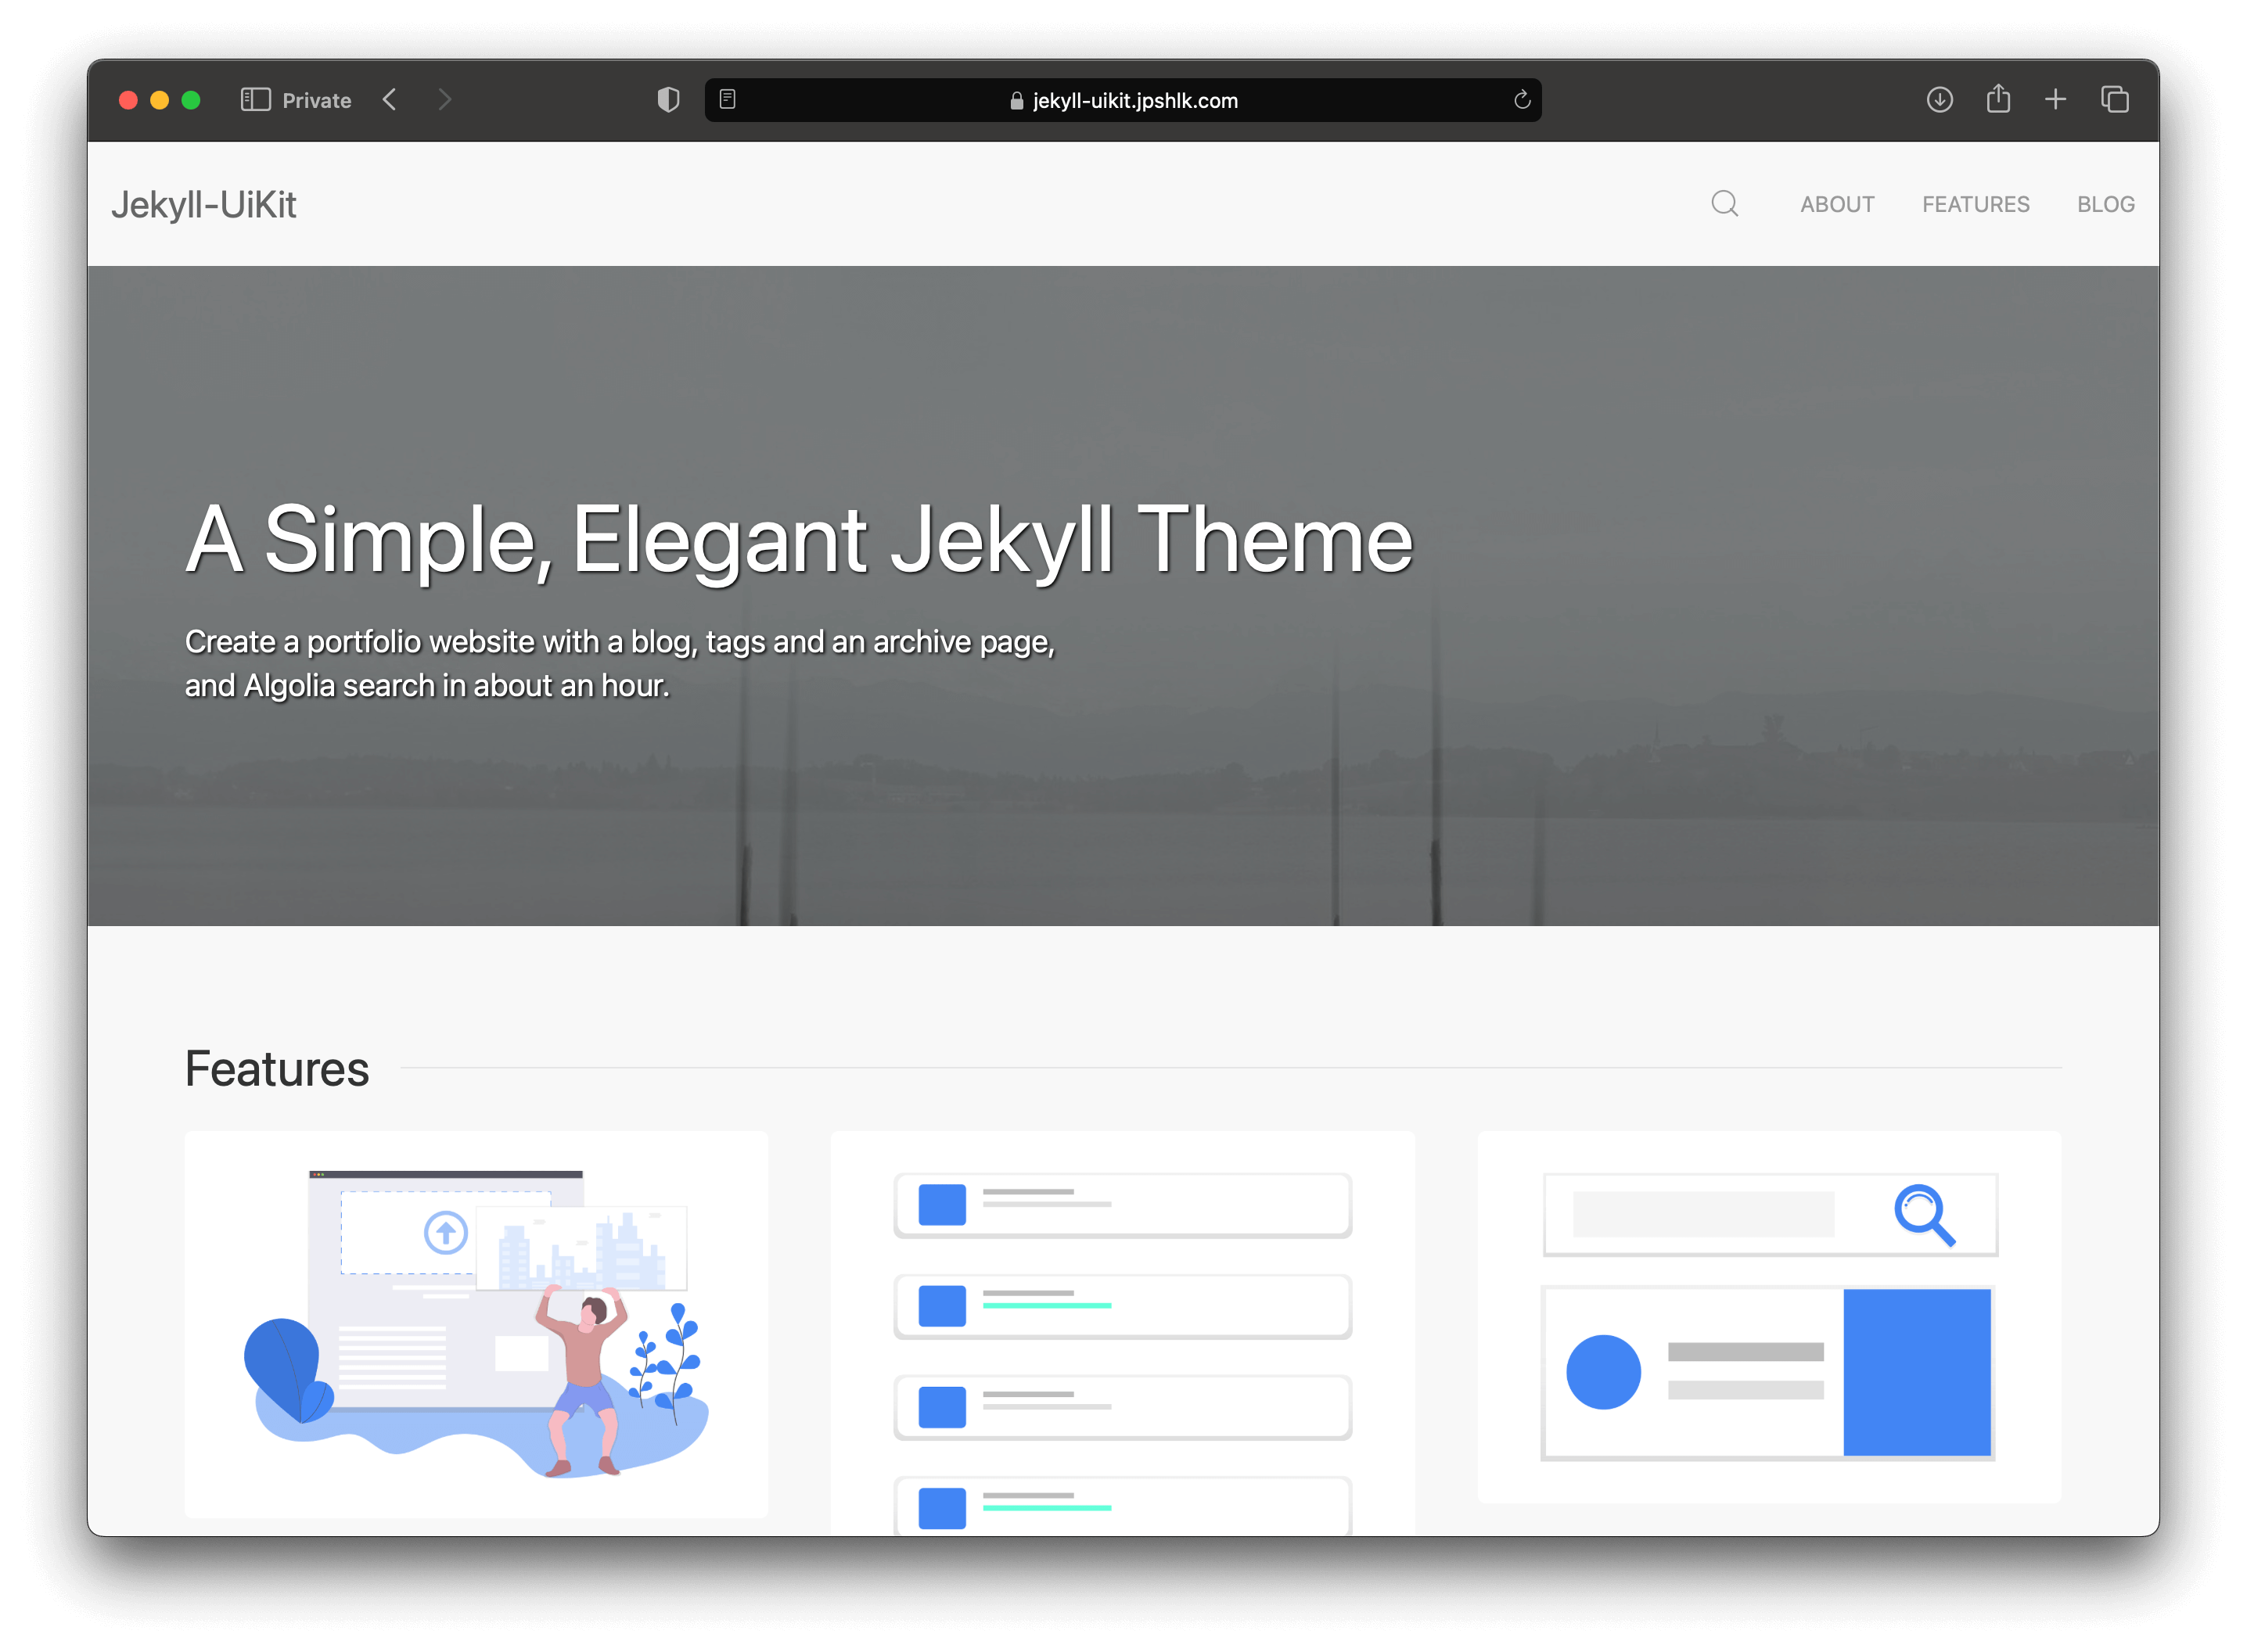 Private
jekyll-uikit.jpshlk.com
Jekyll-UiKit
ABOUT FEATURES BLOG
A Simple, Elegant Jekyll Theme
Create a portfolio website with a blog, tags and an archive page,
and Algolia search in about an hour.
Features